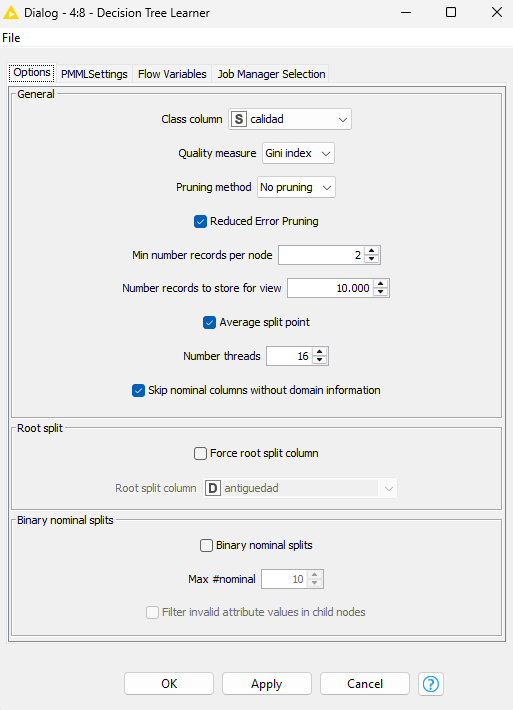 Dialog - 4:8 - Decision Tree Learner
File
Options PMMLSettings Flow Variables Job Manager Selection
General
Class column S calidad
Quality measure Gini index
Pruning method No pruning
Reduced Error Pruning
Min number records per node 2
Number records to store for view 10.000
Average split point
Number threads 16
Skip nominal columns without domain information
Root split
Force root split column
Root split column D antiguedad
Binary nominal splits
Binary nominal splits
Max #nominal 10
Filter invalid attribute values in child nodes
OK Apply Cancel ?